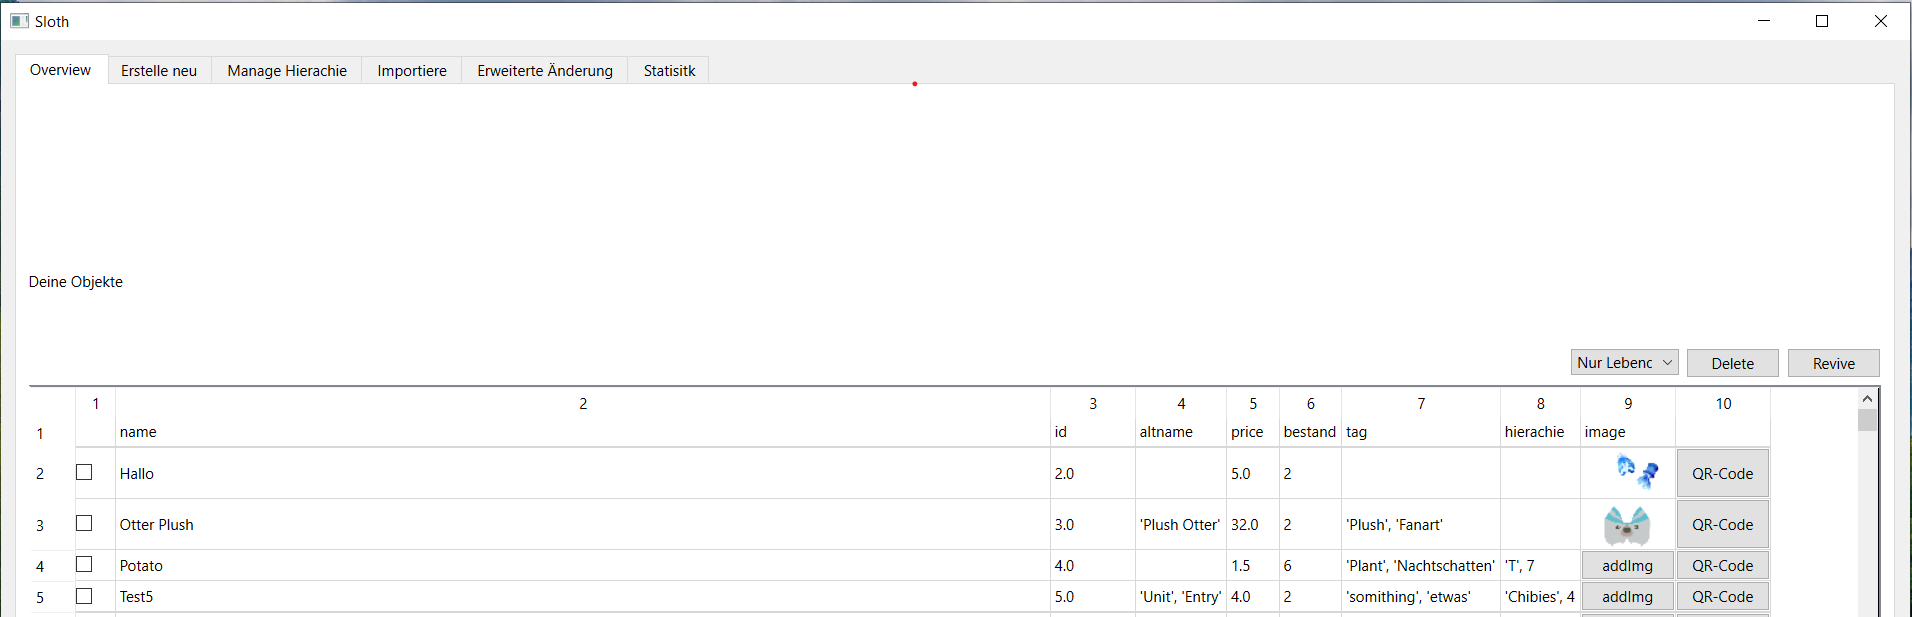 Sloth
Overview Erstelle neu Manage Hierachie Importiere Erweiterte Änderung Statisitk
Deine Objekte
Nur Lebenc Delete Revive
1 2 3 4 5 6 7 8 9 10
1 name id altname price bestand tag hierachie image
2 Hallo 2.0 5.0 2 QR-Code
3 Otter Plush 3.0 'Plush Otter' 32.0 2 'Plush', 'Fanart' QR-Code
4 Potato 4.0 1.5 6 'Plant', 'Nachtschatten' 'T', 7 addImg QR-Code
5 Test5 5.0 'Unit', 'Entry' 4.0 2 'somithing', 'etwas' 'Chibies', 4 addImg QR-Code